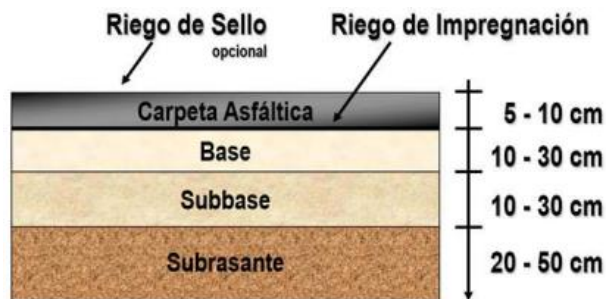 Riego de Sello
opcional
Riego de Impregnación
Carpeta Asfáltica
5 - 10 cm
Base
10 - 30 cm
Subbase
10 - 30 cm
Subrasante
20 - 50 cm